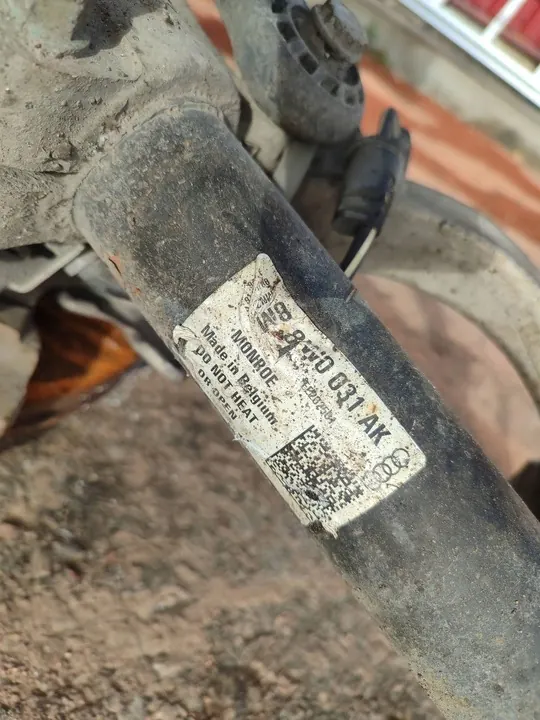 8W0 031 AK
MONROE
Made in Belgium.
DO NOT HEAT
OR OPEN